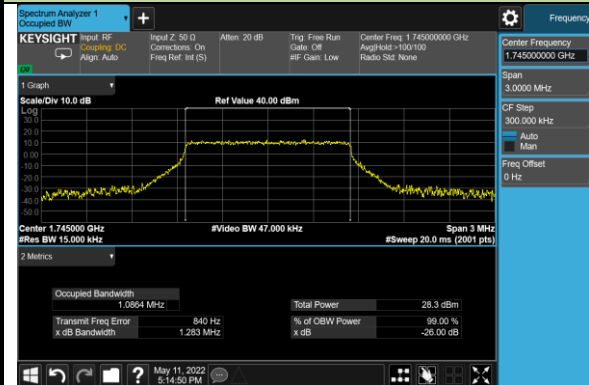 Spectrum Analyzer 1
Occupied BW
Frequency
KEYSIGHT
Input: RF
Coupling: DC
Align: Auto
Input Z: 50 Ω
Corrections: On
Freq Ref: Int (S)
Atten: 20 dB
Trig: Free Run
Gate: Off
#IF Gain: Low
Center Freq: 1.745000000 GHz
Avg|Hold:>100/100
Radio Std: None
Center Frequency
1.745000000 GHz
Span
3.0000 MHz
CF Step
300.000 kHz
Auto
Man
Freq Offset
0 Hz
1 Graph
Scale/Div 10.0 dB
Ref Value 40.00 dBm
Log
30.0
20.0
10.0
0.00
-10.0
-20.0
-30.0
-40.0
-50.0
Center 1.745000 GHz
#Video BW 47.000 kHz
Span 3 MHz
#Res BW 15.000 kHz
#Sweep 20.0 ms (2001 pts)
2 Metrics
Occupied Bandwidth
1.0864 MHz
Total Power
28.3 dBm
Transmit Freq Error
840 Hz
% of OBW Power
99.00 %
x dB Bandwidth
1.283 MHz
x dB
-26.00 dB
?
May 11, 2022
5:14:50 PM